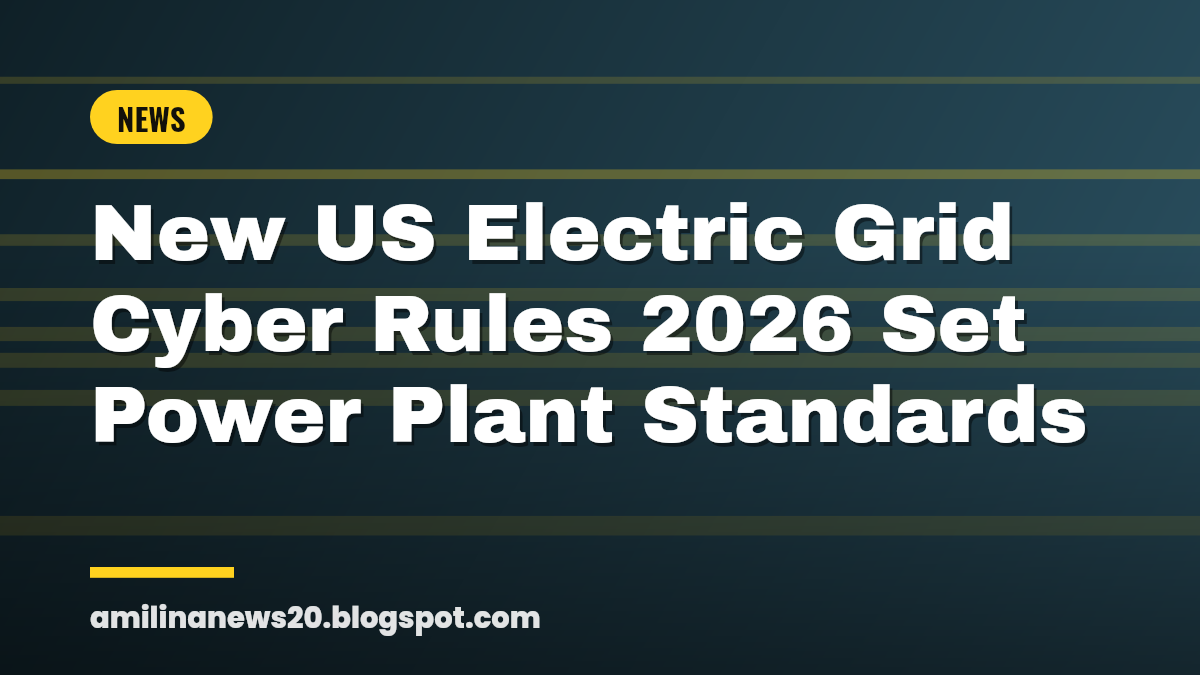 NEWS
New US Electric Grid
Cyber Rules 2026 Set
Power Plant Standards
amilinanews20.blogspot.com